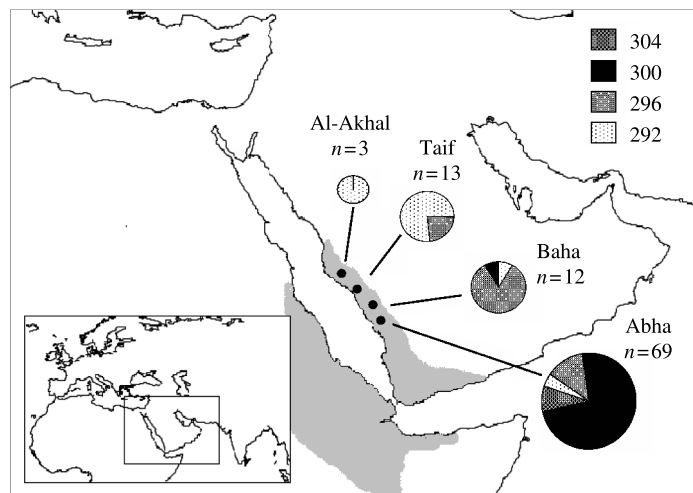 304
300
296
292
Al-Akhal
n=3
Taif
n=13
Baha
n=12
Abha
n=69